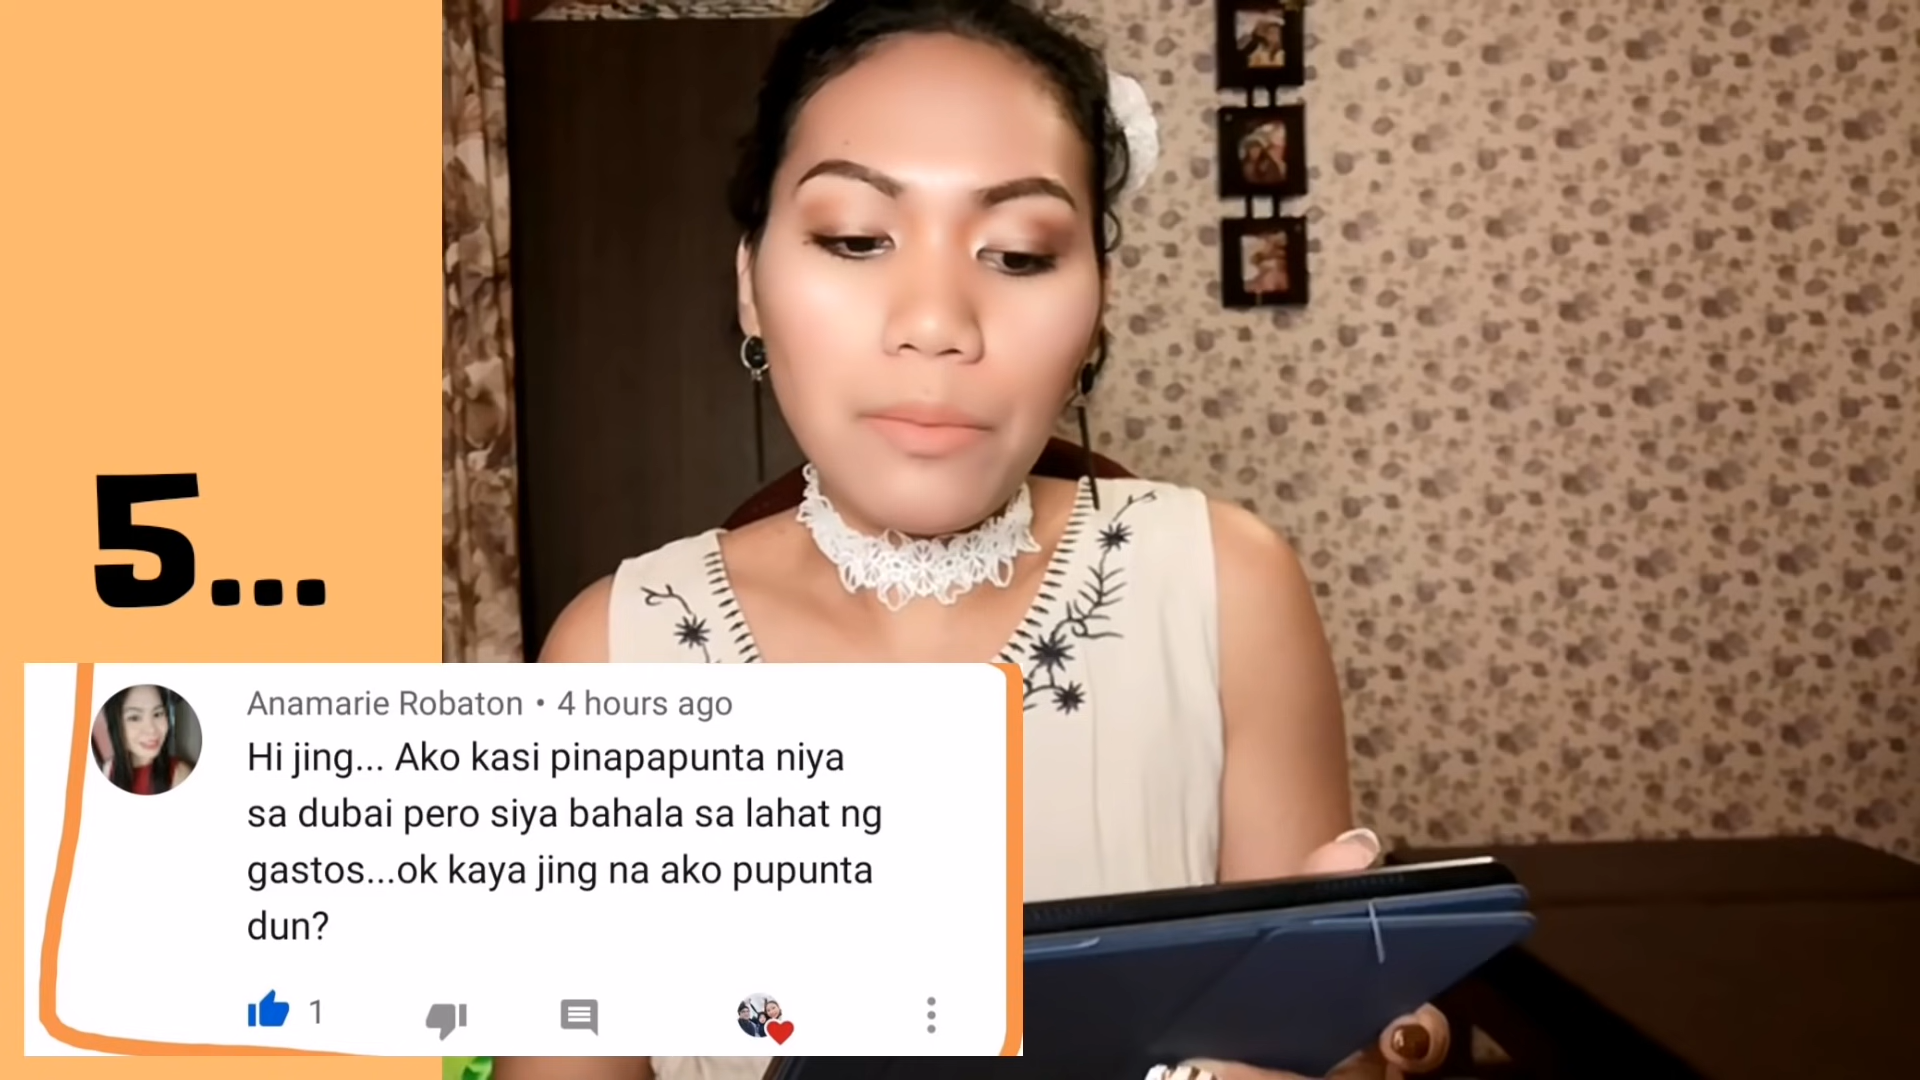 5...
Anamarie Robaton • 4 hours ago
Hi jing... Ako kasi pinapapunta niya
sa dubai pero siya bahala sa lahat ng
gastos...ok kaya jing na ako pupunta
dun?
1